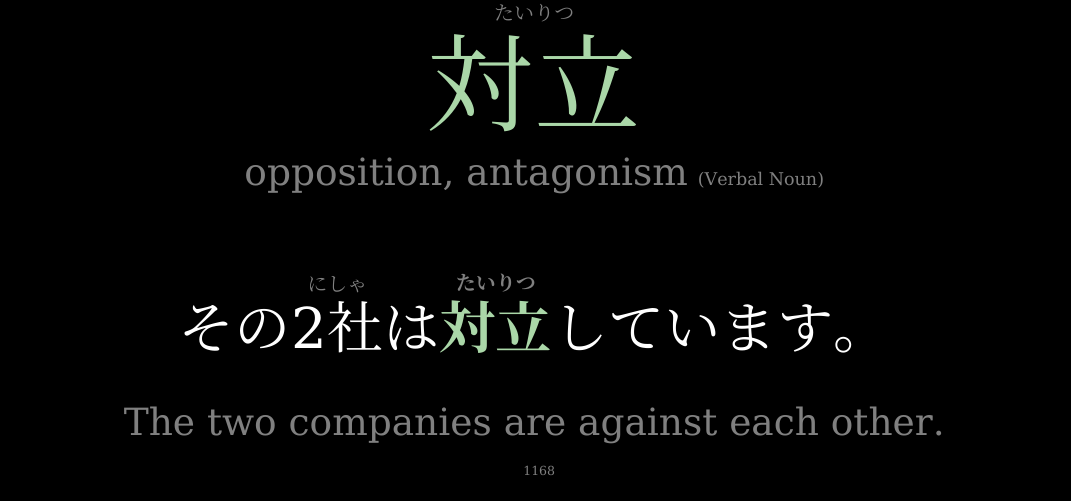 たいりつ
対立
opposition, antagonism (Verbal Noun)
にしゃ たいりつ
その2社は対立しています。
The two companies are against each other.
1168